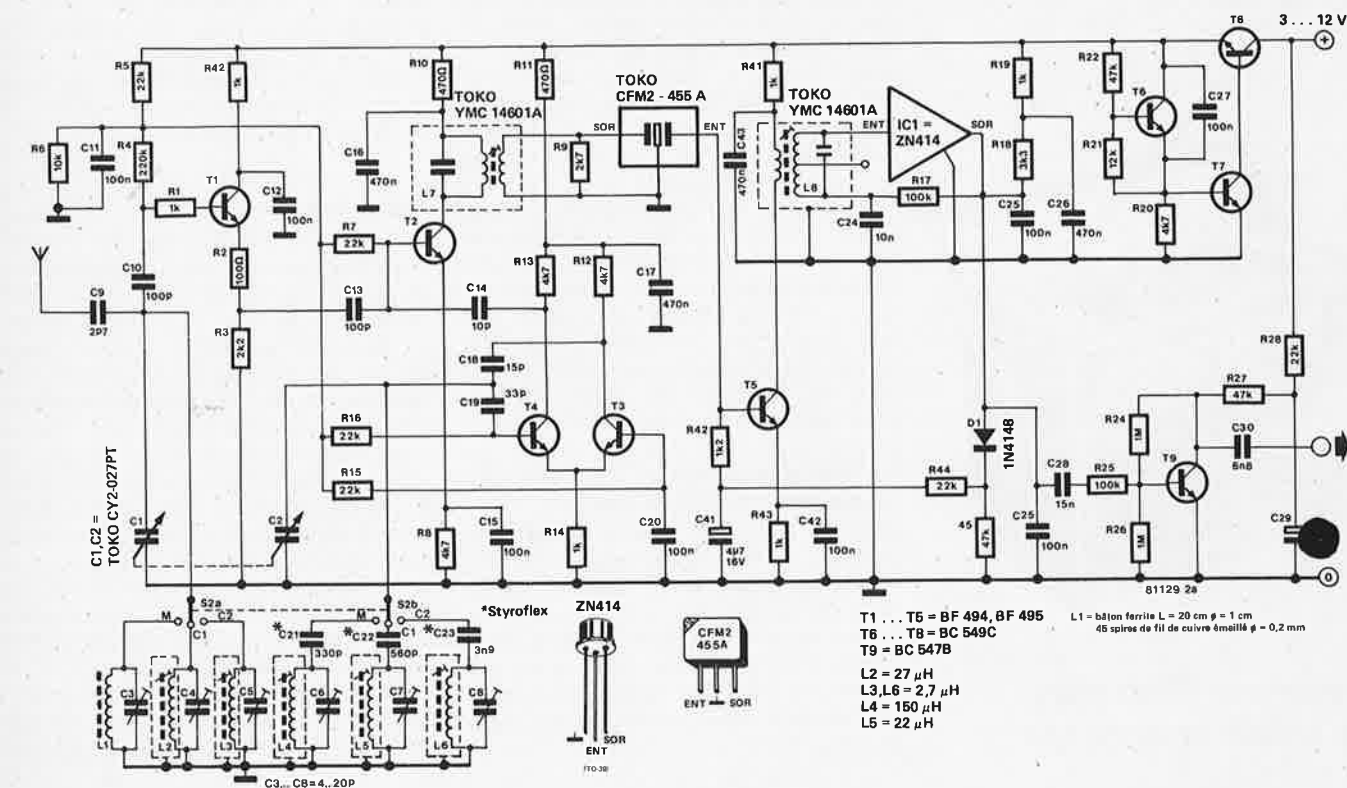 3 . . . 12 V
T8
R5
22k
R42
1k
R10
470Ω
R11
470Ω
TOKO
YMC 14601A
TOKO
CFM2 - 455 A
SOR
ENT
R41
1k
TOKO
YMC 14601A
ENT
IC1 =
ZN414
SOR
R19
1k
R22
47k
T6
C27
100n
R6
10k
C11
100n
R4
220k
R1
1k
T1
C12
100n
C16
470n
L7
R9
2k7
C43
470n
L8
R17
100k
C24
10n
R18
3k3
C25
100n
C26
470n
R21
12k
T7
R20
4k7
R7
22k
T2
R2
100Ω
R13
4k7
R12
4k7
C17
470n
C10
100p
C9
2P7
C13
100p
C14
10p
R3
2k2
C18
15p
C19
33p
R28
22k
T4
T3
T5
R16
22k
R15
22k
R42
1k2
D1
1N4148
R24
1M
R27
47k
C30
6n8
T9
R44
22k
C28
15n
R25
100k
C1,C2 =
TOKO CY2-027PT
C1
C2
R8
4k7
C15
100n
R14
1k
C20
100n
C41
4µ7
16V
R43
1k
C42
100n
45
47k
C25
100n
R26
1M
C29
0
81129 2a
S2a
M
C2
C1
S2b
M
C2
C1
*Styroflex
*C21
330p
*C22
560p
*C23
3n9
ZN414
CFM2
455A
ENT
SOR
C3
C4
C5
C6
C7
C8
L1
L2
L3
L4
L5
L6
SOR
ENT
(TO-39)
C3... C8=4..20p
T1 . . . T5 = BF 494, BF 495
T6 . . . T8 = BC 549C
T9 = BC 547B
L2 = 27 µH
L3,L6 = 2,7 µH
L4 = 150 µH
L5 = 22 µH
L1 = bâton ferrite L = 20 cm ø = 1 cm
45 spires de fil de cuivre émaillé ø = 0,2 mm